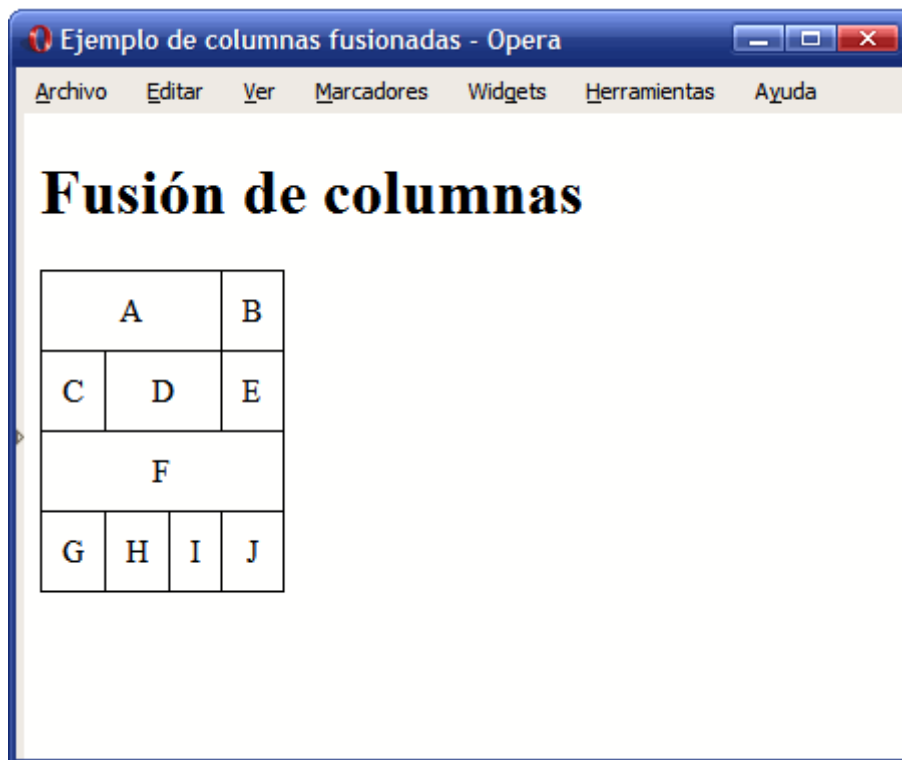 Ejemplo de columnas fusionadas - Opera
Archivo Editar Ver Marcadores Widgets Herramientas Ayuda
Fusión de columnas
A B
C D E
F
G H I J